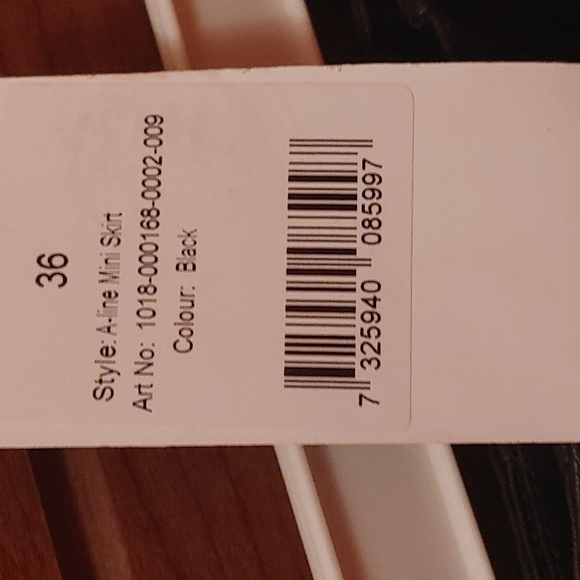 36
Style: A-line Mini Skirt
Art No: 1018-000168-0002-009
Colour: Black
7 325940 085997